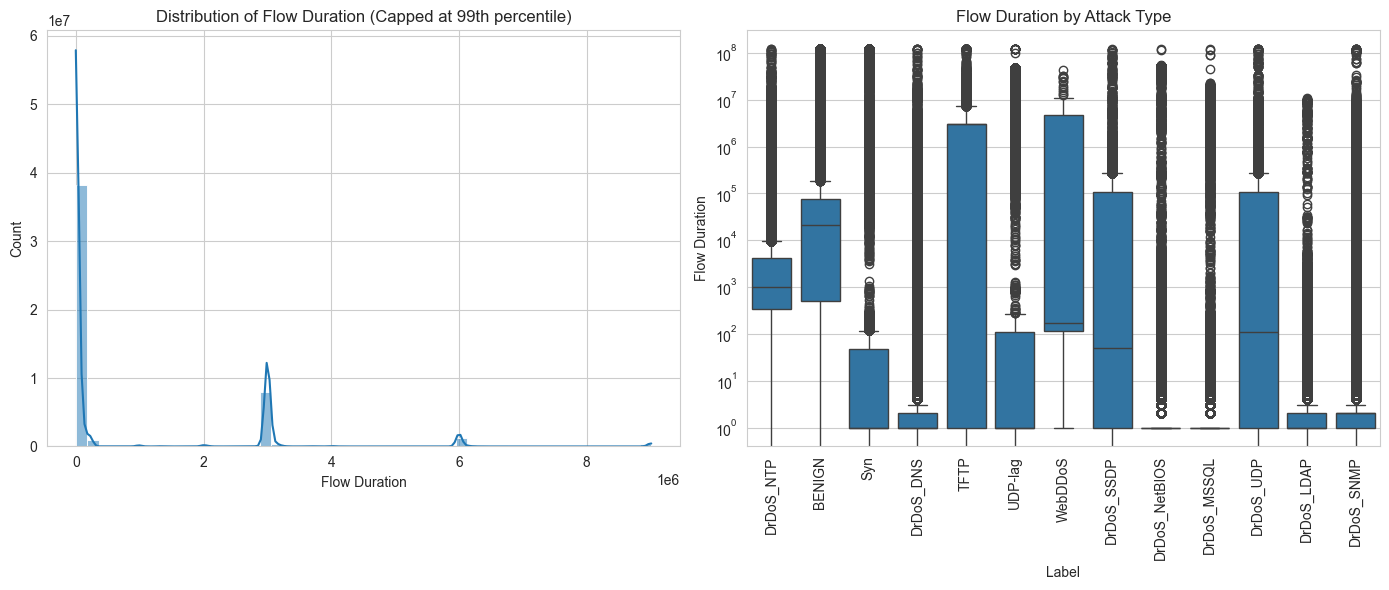 Distribution of Flow Duration (Capped at 99th percentile)
1e7
6
5
4
3
2
1
0
Count
0 2 4 6 8
1e6
Flow Duration
Flow Duration by Attack Type
10^8
10^7
10^6
10^5
10^4
10^3
10^2
10^1
10^0
Flow Duration
DrDoS_NTP
BENIGN
Syn
DrDoS_DNS
TFTP
UDP-lag
WebDDoS
DrDoS_SSDP
DrDoS_NetBIOS
DrDoS_MSSQL
DrDoS_UDP
DrDoS_LDAP
DrDoS_SNMP
Label